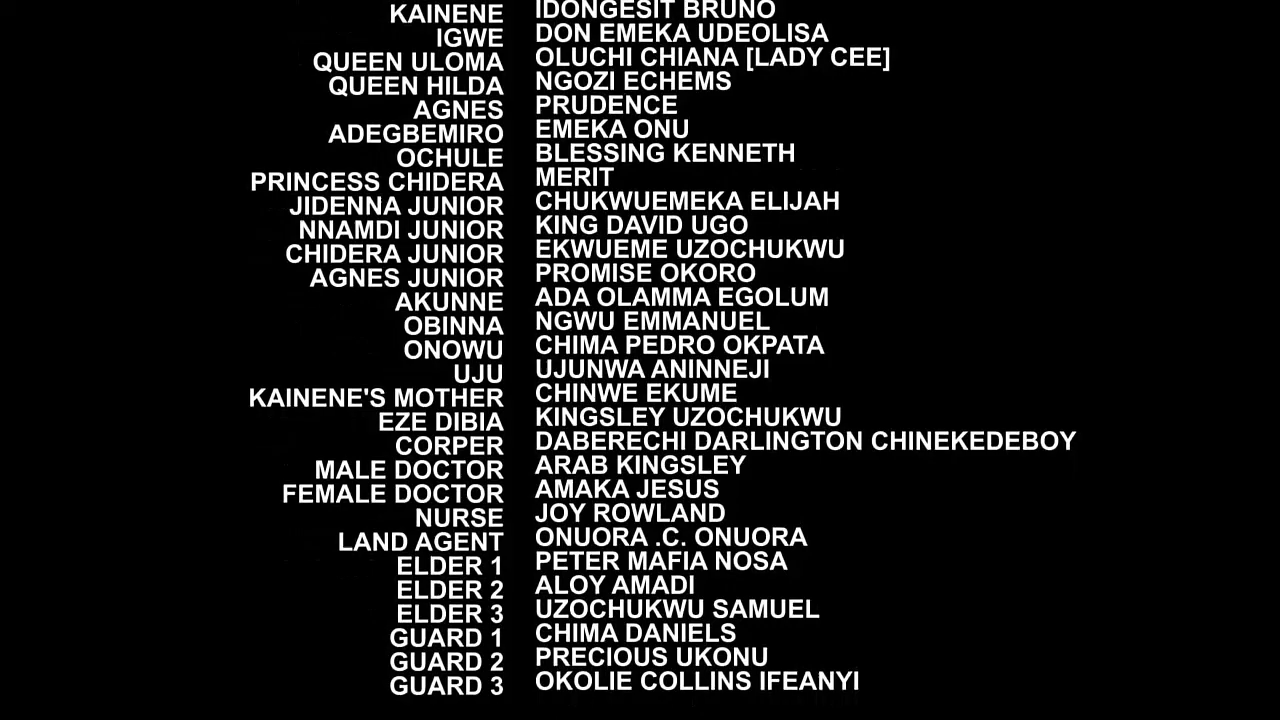 KAINENE IDONGESIT BRUNO
IGWE DON EMEKA UDEOLISA
QUEEN ULOMA OLUCHI CHIANA [LADY CEE]
QUEEN HILDA NGOZI ECHEMS
AGNES PRUDENCE
ADEGBEMIRO EMEKA ONU
OCHULE BLESSING KENNETH
PRINCESS CHIDERA MERIT
JIDENNA JUNIOR CHUKWUEMEKA ELIJAH
NNAMDI JUNIOR KING DAVID UGO
CHIDERA JUNIOR EKWUEME UZOCHUKWU
AGNES JUNIOR PROMISE OKORO
AKUNNE ADA OLAMMA EGOLUM
OBINNA NGWU EMMANUEL
ONOWU CHIMA PEDRO OKPATA
UJU UJUNWA ANINNEJI
KAINENE'S MOTHER CHINWE EKUME
EZE DIBIA KINGSLEY UZOCHUKWU
CORPER DABERECHI DARLINGTON CHINEKEDEBOY
MALE DOCTOR ARAB KINGSLEY
FEMALE DOCTOR AMAKA JESUS
NURSE JOY ROWLAND
LAND AGENT ONUORA .C. ONUORA
ELDER 1 PETER MAFIA NOSA
ELDER 2 ALOY AMADI
ELDER 3 UZOCHUKWU SAMUEL
GUARD 1 CHIMA DANIELS
GUARD 2 PRECIOUS UKONU
GUARD 3 OKOLIE COLLINS IFEANYI